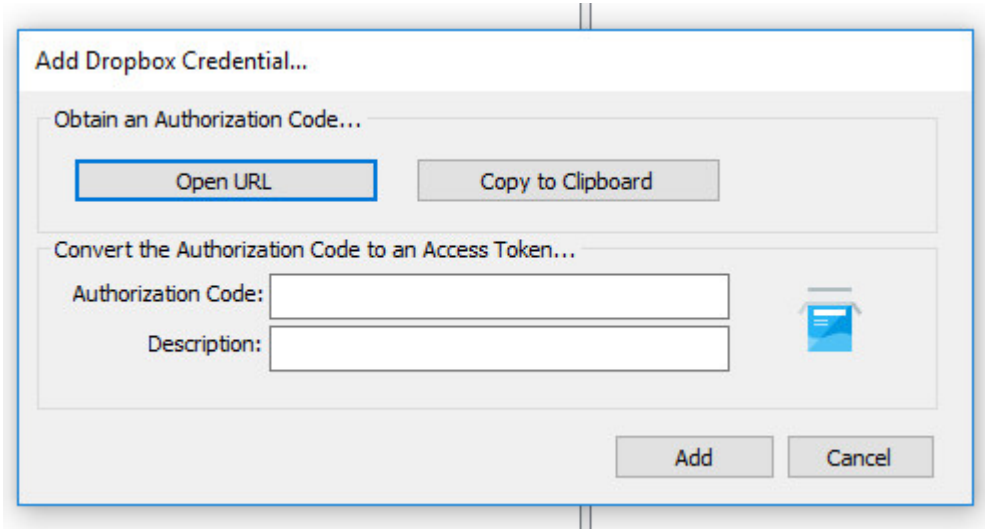 Add Dropbox Credential...
Obtain an Authorization Code...
Open URL
Copy to Clipboard
Convert the Authorization Code to an Access Token...
Authorization Code:
Description:
Add
Cancel